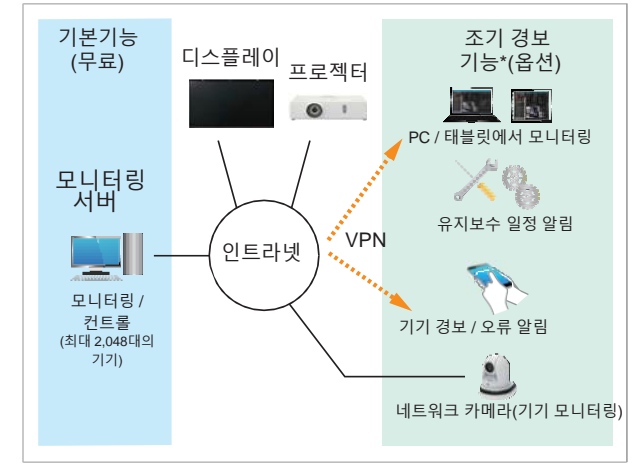 기본기능
(무료)
디스플레이
프로젝터
조기 경보
기능*(옵션)
PC / 태블릿에서 모니터링
모니터링
서버
유지보수 일정 알림
인트라넷
VPN
모니터링 /
컨트롤
(최대 2,048대의
기기)
기기 경보 / 오류 알림
네트워크 카메라(기기 모니터링)